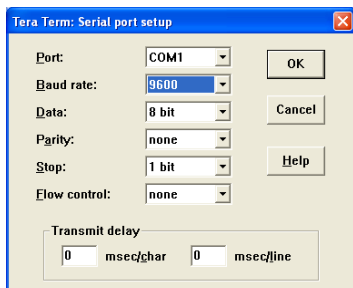 Tera Term: Serial port setup
Port: COM1
OK
Baud rate: 9600
Data: 8 bit
Cancel
Parity: none
Stop: 1 bit
Help
Flow control: none
Transmit delay
0 msec/char 0 msec/line